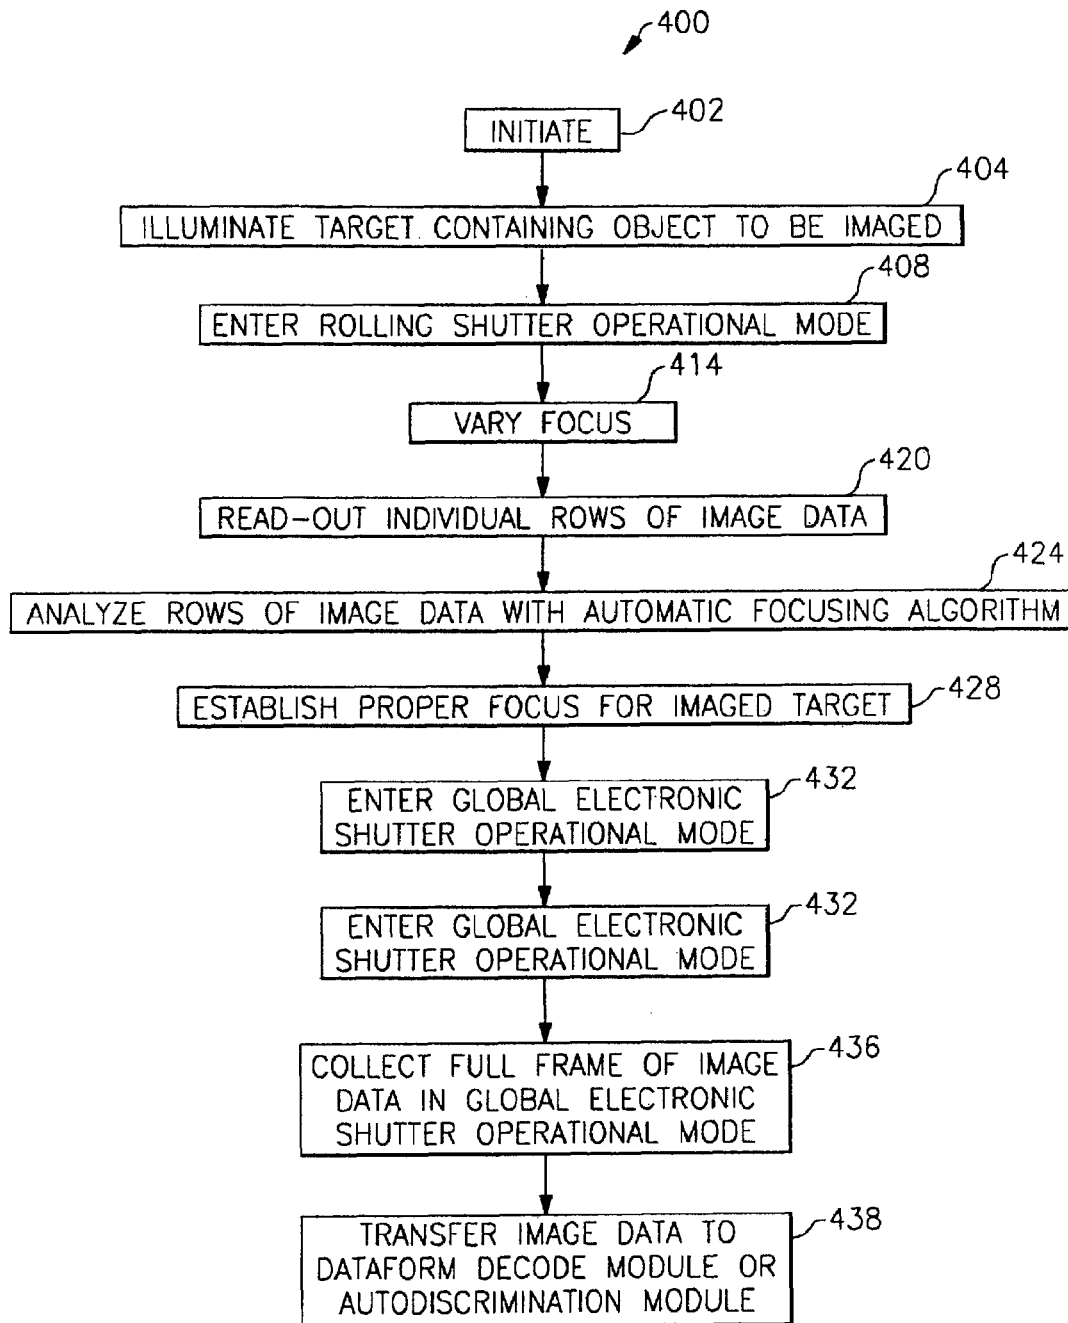 400
INITIATE
402
404
ILLUMINATE TARGET CONTAINING OBJECT TO BE IMAGED
408
ENTER ROLLING SHUTTER OPERATIONAL MODE
414
VARY FOCUS
420
READ-OUT INDIVIDUAL ROWS OF IMAGE DATA
424
ANALYZE ROWS OF IMAGE DATA WITH AUTOMATIC FOCUSING ALGORITHM
ESTABLISH PROPER FOCUS FOR IMAGED TARGET
428
432
ENTER GLOBAL ELECTRONIC
SHUTTER OPERATIONAL MODE
432
ENTER GLOBAL ELECTRONIC
SHUTTER OPERATIONAL MODE
436
COLLECT FULL FRAME OF IMAGE
DATA IN GLOBAL ELECTRONIC
SHUTTER OPERATIONAL MODE
438
TRANSFER IMAGE DATA TO
DATAFORM DECODE MODULE OR
AUTODISCRIMINATION MODULE